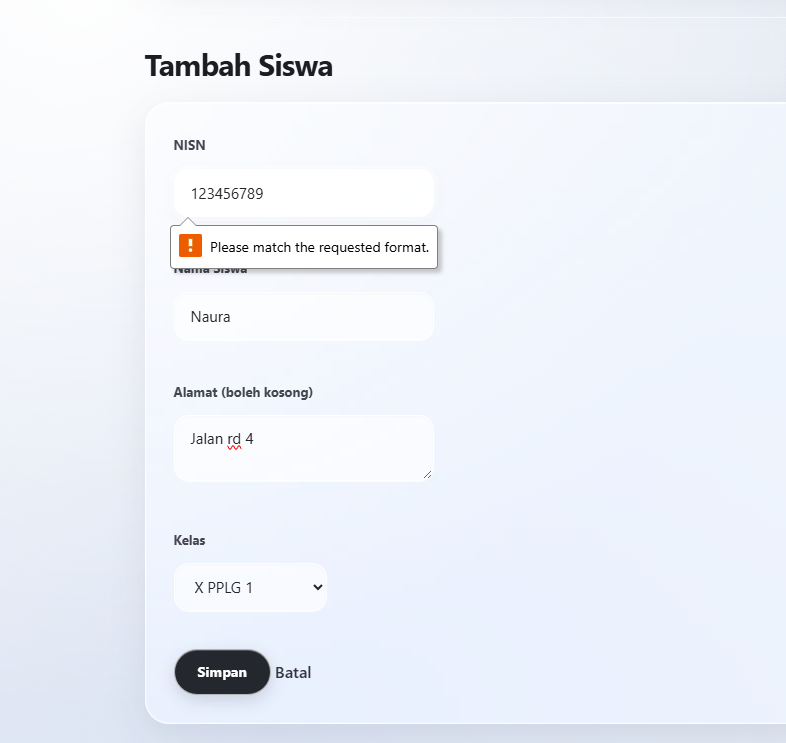 Tambah Siswa
NISN
123456789
! Please match the requested format.
Nama Siswa
Naura
Alamat (boleh kosong)
Jalan rd 4
Kelas
X PPLG 1
Simpan Batal